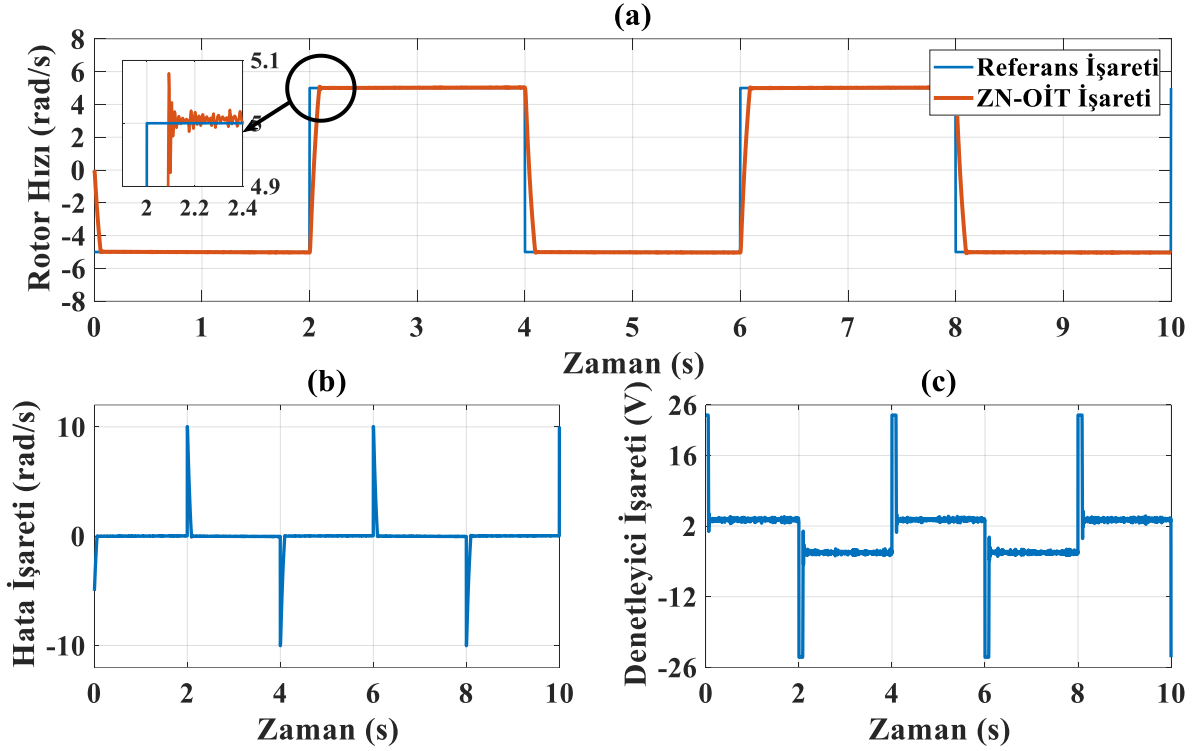 (a)
Rotor Hızı (rad/s)
8
6
4
2
0
-2
-4
-6
-8
5.1
5
4.9
2 2.2 2.4
Referans İşareti
ZN-OİT İşareti
0 1 2 3 4 5 6 7 8 9 10
Zaman (s)
(b)
Hata İşareti (rad/s)
10
0
-10
0 2 4 6 8 10
Zaman (s)
(c)
Denetleyici İşareti (V)
26
16
2
-12
-26
0 2 4 6 8 10
Zaman (s)